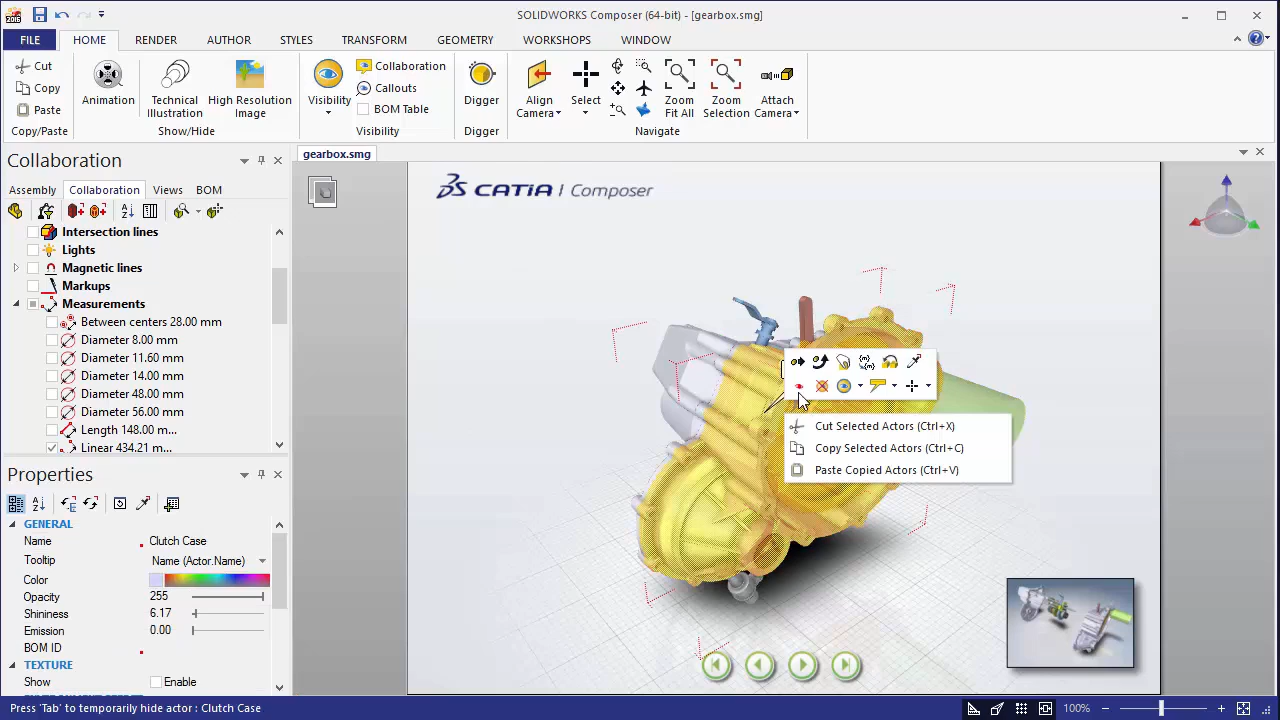 2016
SOLIDWORKS Composer (64-bit) - [gearbox.smg]
FILE HOME RENDER AUTHOR STYLES TRANSFORM GEOMETRY WORKSHOPS WINDOW
Cut
Copy
Paste
Copy/Paste
Animation
Technical
Illustration
High Resolution
Image
Show/Hide
Visibility
Collaboration
Callouts
BOM Table
Visibility
Digger
Digger
Align
Camera
Select
Zoom
Fit All
Zoom
Selection
Attach
Camera
Navigate
Collaboration
Assembly Collaboration Views BOM
Intersection lines
Lights
Magnetic lines
Markups
Measurements
Between centers 28.00 mm
Diameter 8.00 mm
Diameter 11.60 mm
Diameter 14.00 mm
Diameter 48.00 mm
Diameter 56.00 mm
Length 148.00 m...
Linear 434.21 m...
Properties
GENERAL
Name Clutch Case
Tooltip Name (Actor.Name)
Color
Opacity 255
Shininess 6.17
Emission 0.00
BOM ID
TEXTURE
Show Enable
gearbox.smg
CATIA | Composer
Cut Selected Actors (Ctrl+X)
Copy Selected Actors (Ctrl+C)
Paste Copied Actors (Ctrl+V)
Press 'Tab' to temporarily hide actor : Clutch Case
100%